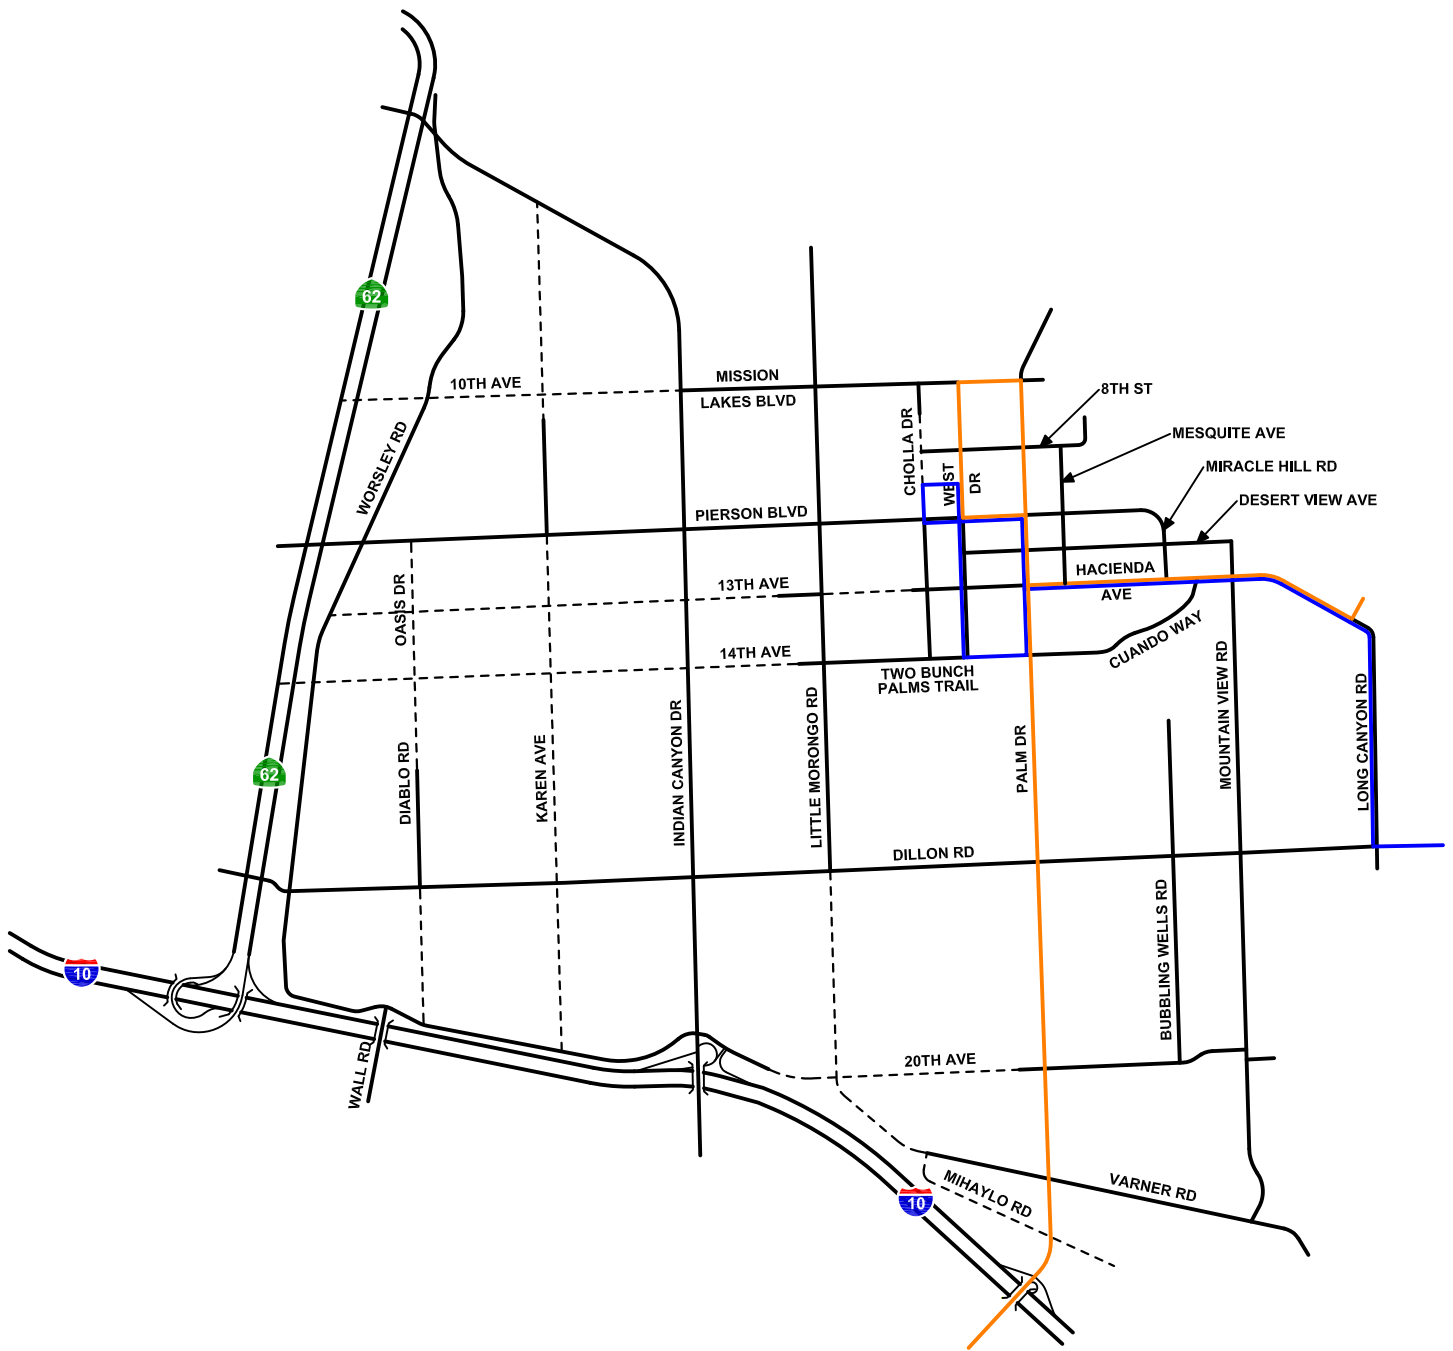 62
10TH AVE
MISSION
LAKES BLVD
8TH ST
MESQUITE AVE
MIRACLE HILL RD
DESERT VIEW AVE
CHOLLA DR
WEST
DR
WORSLEY RD
PIERSON BLVD
HACIENDA
AVE
13TH AVE
OASIS DR
14TH AVE
TWO BUNCH
PALMS TRAIL
CUANDO WAY
62
DIABLO RD
KAREN AVE
INDIAN CANYON DR
LITTLE MORONGO RD
PALM DR
MOUNTAIN VIEW RD
LONG CANYON RD
DILLON RD
BUBBLING WELLS RD
10
WALL RD
20TH AVE
MIHAYLO RD
VARNER RD
10